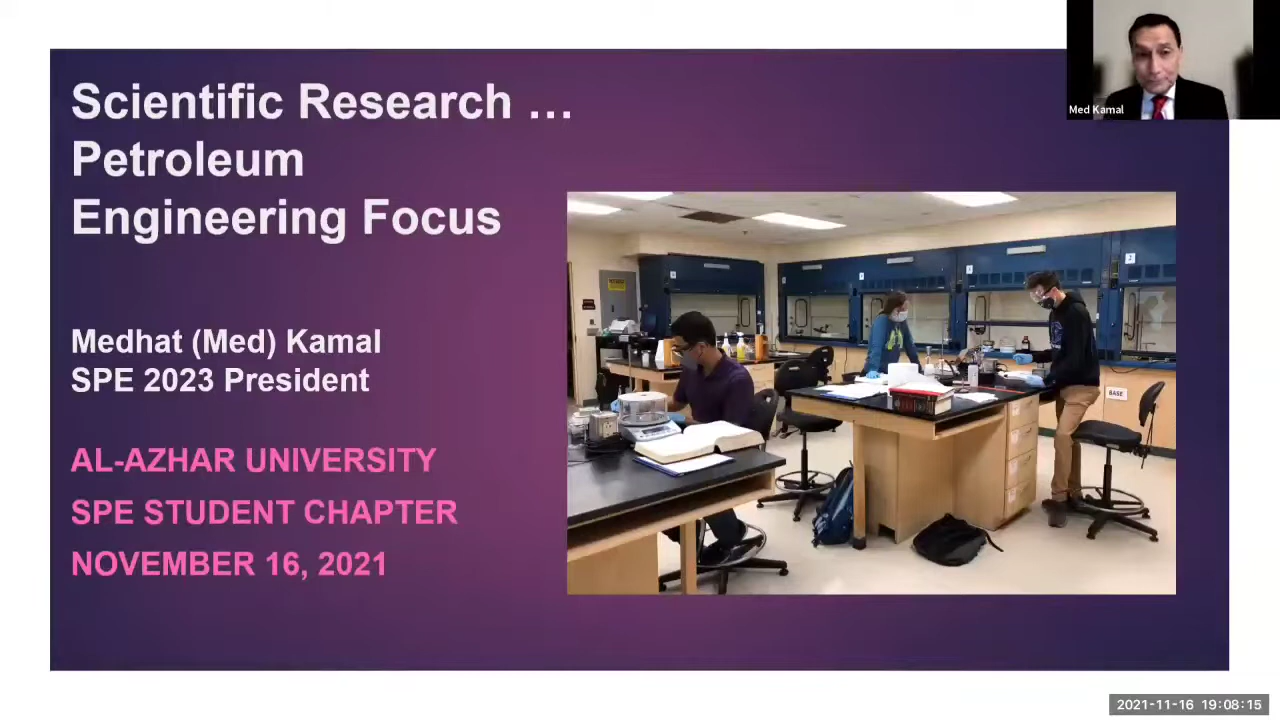 Scientific Research …
Petroleum
Engineering Focus
Medhat (Med) Kamal
SPE 2023 President
AL-AZHAR UNIVERSITY
SPE STUDENT CHAPTER
NOVEMBER 16, 2021
Med Kamal
BASE
2021-11-16 19:08:15